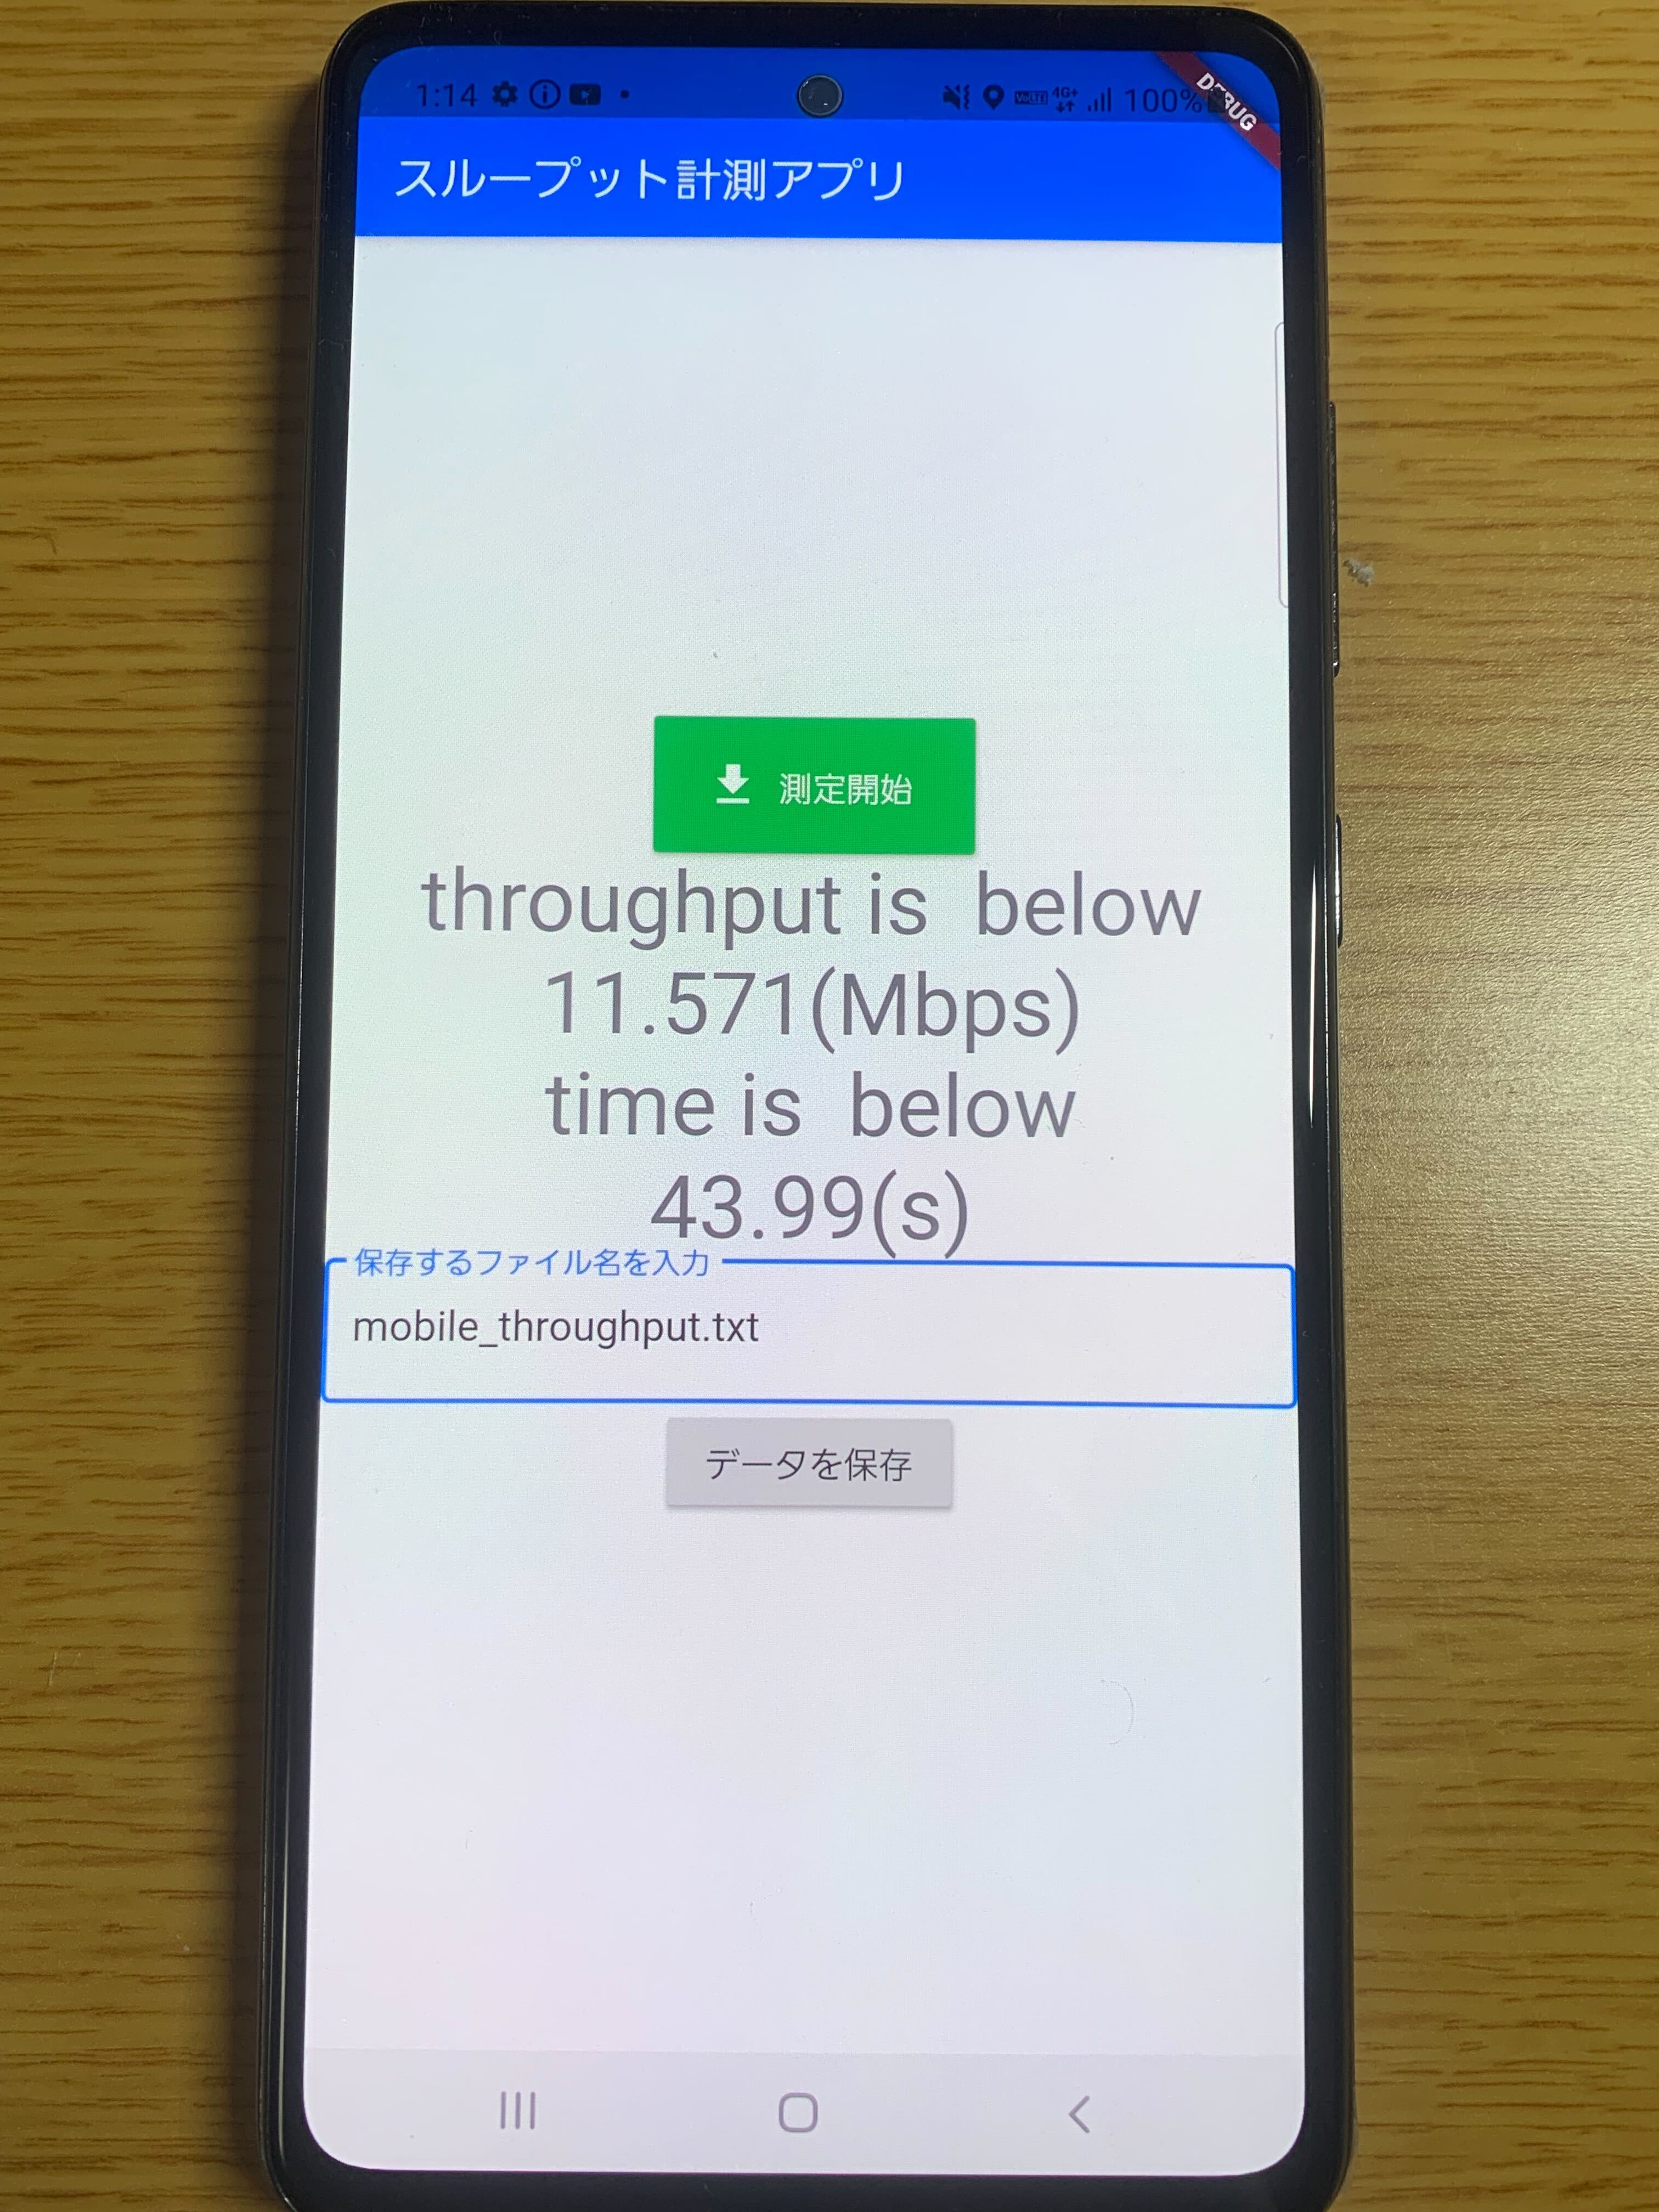 1:14
VoLTE 4G+ 100%
DEBUG
スループット計測アプリ
測定開始
throughput is  below
11.571(Mbps)
time is  below
43.99(s)
保存するファイル名を入力
mobile_throughput.txt
データを保存